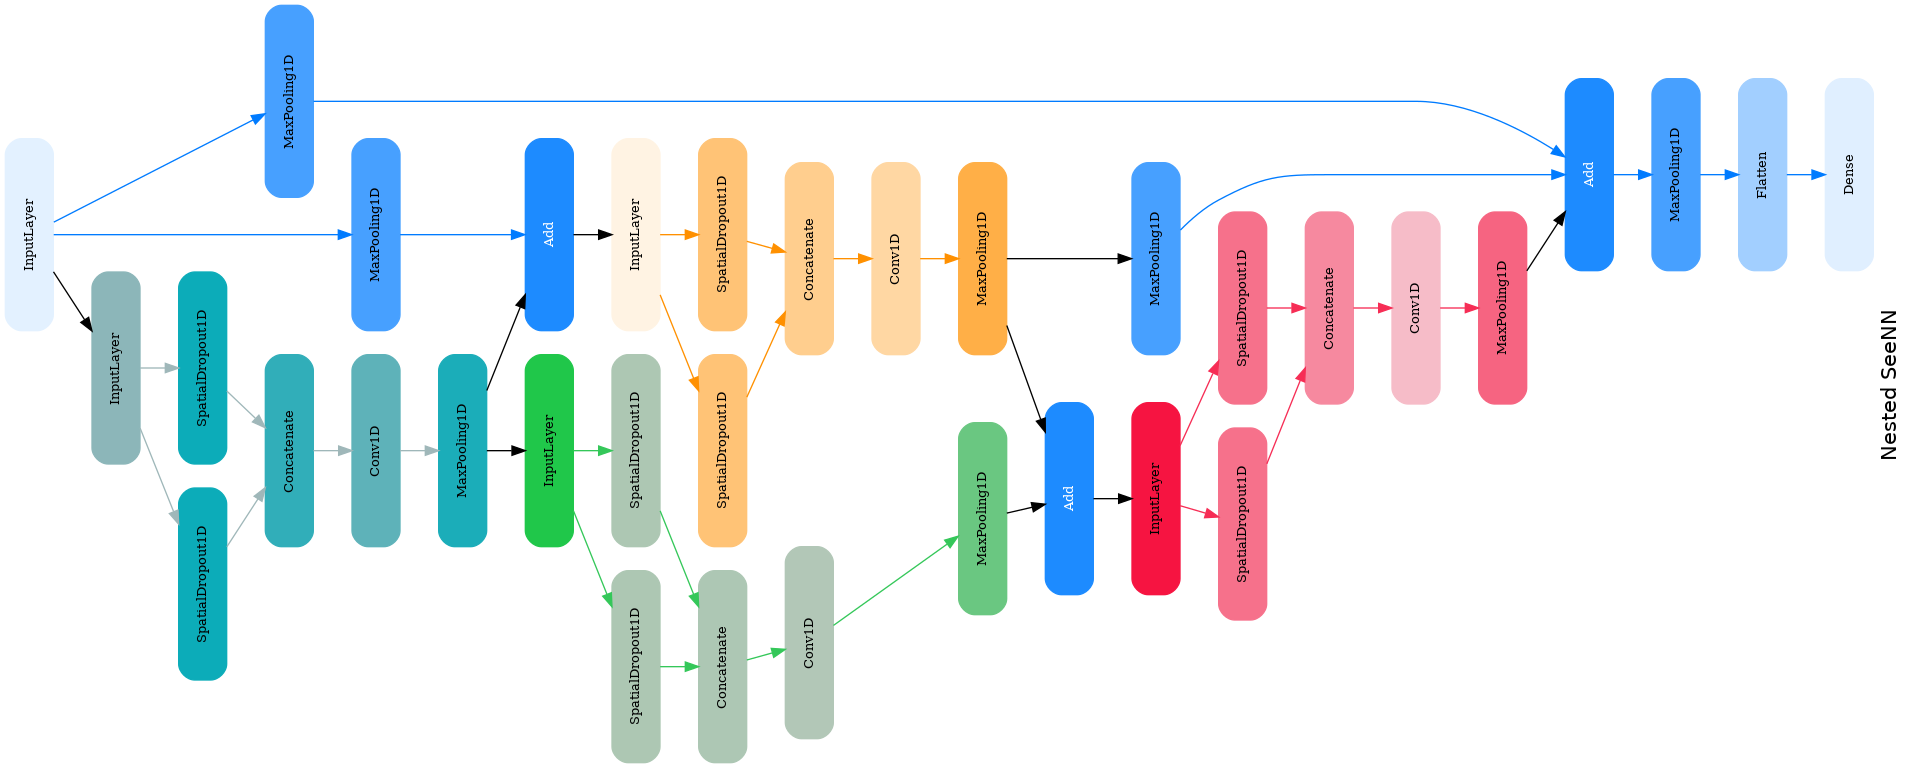 InputLayer
MaxPooling1D
MaxPooling1D
InputLayer
SpatialDropout1D
SpatialDropout1D
Concatenate
Conv1D
MaxPooling1D
Add
InputLayer
InputLayer
SpatialDropout1D
SpatialDropout1D
SpatialDropout1D
SpatialDropout1D
Concatenate
Concatenate
Conv1D
Conv1D
MaxPooling1D
MaxPooling1D
Add
MaxPooling1D
InputLayer
SpatialDropout1D
SpatialDropout1D
Concatenate
Conv1D
MaxPooling1D
Add
MaxPooling1D
Flatten
Dense
Nested SeeNN